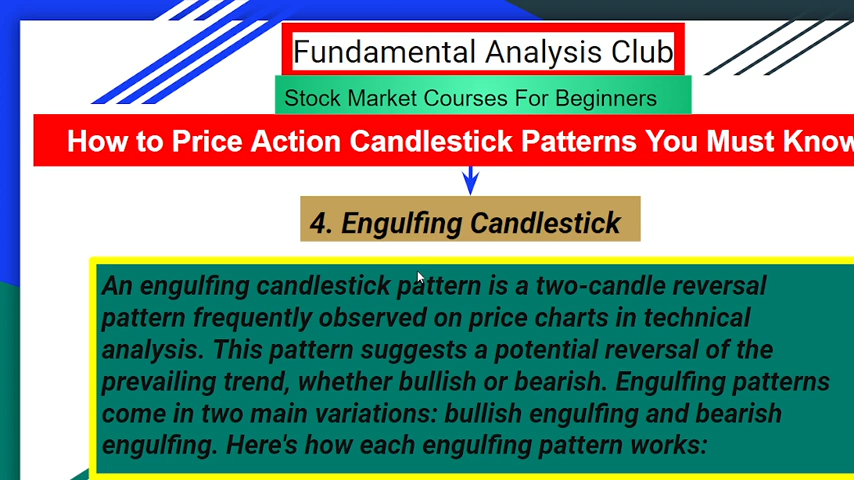 Fundamental Analysis Club
Stock Market Courses For Beginners
How to Price Action Candlestick Patterns You Must Know
4. Engulfing Candlestick
An engulfing candlestick pattern is a two-candle reversal
pattern frequently observed on price charts in technical
analysis. This pattern suggests a potential reversal of the
prevailing trend, whether bullish or bearish. Engulfing patterns
come in two main variations: bullish engulfing and bearish
engulfing. Here's how each engulfing pattern works: